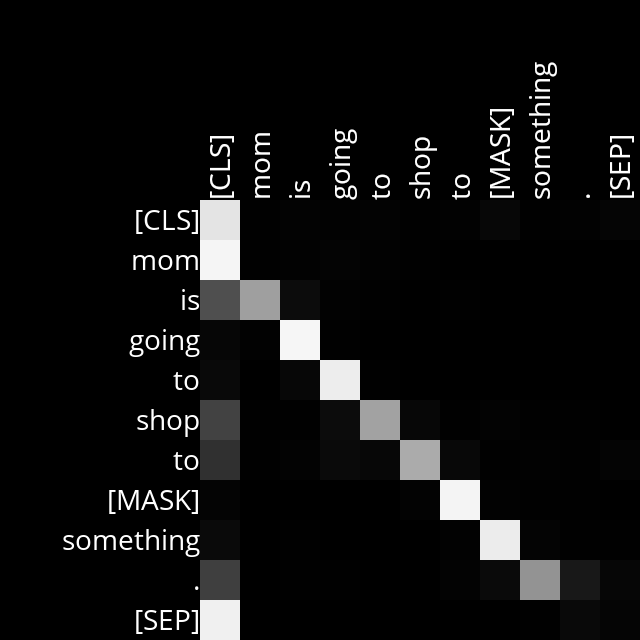 [CLS] mom is going to shop to [MASK] something . [SEP]
[CLS]
mom
is
going
to
shop
to
[MASK]
something
.
[SEP]